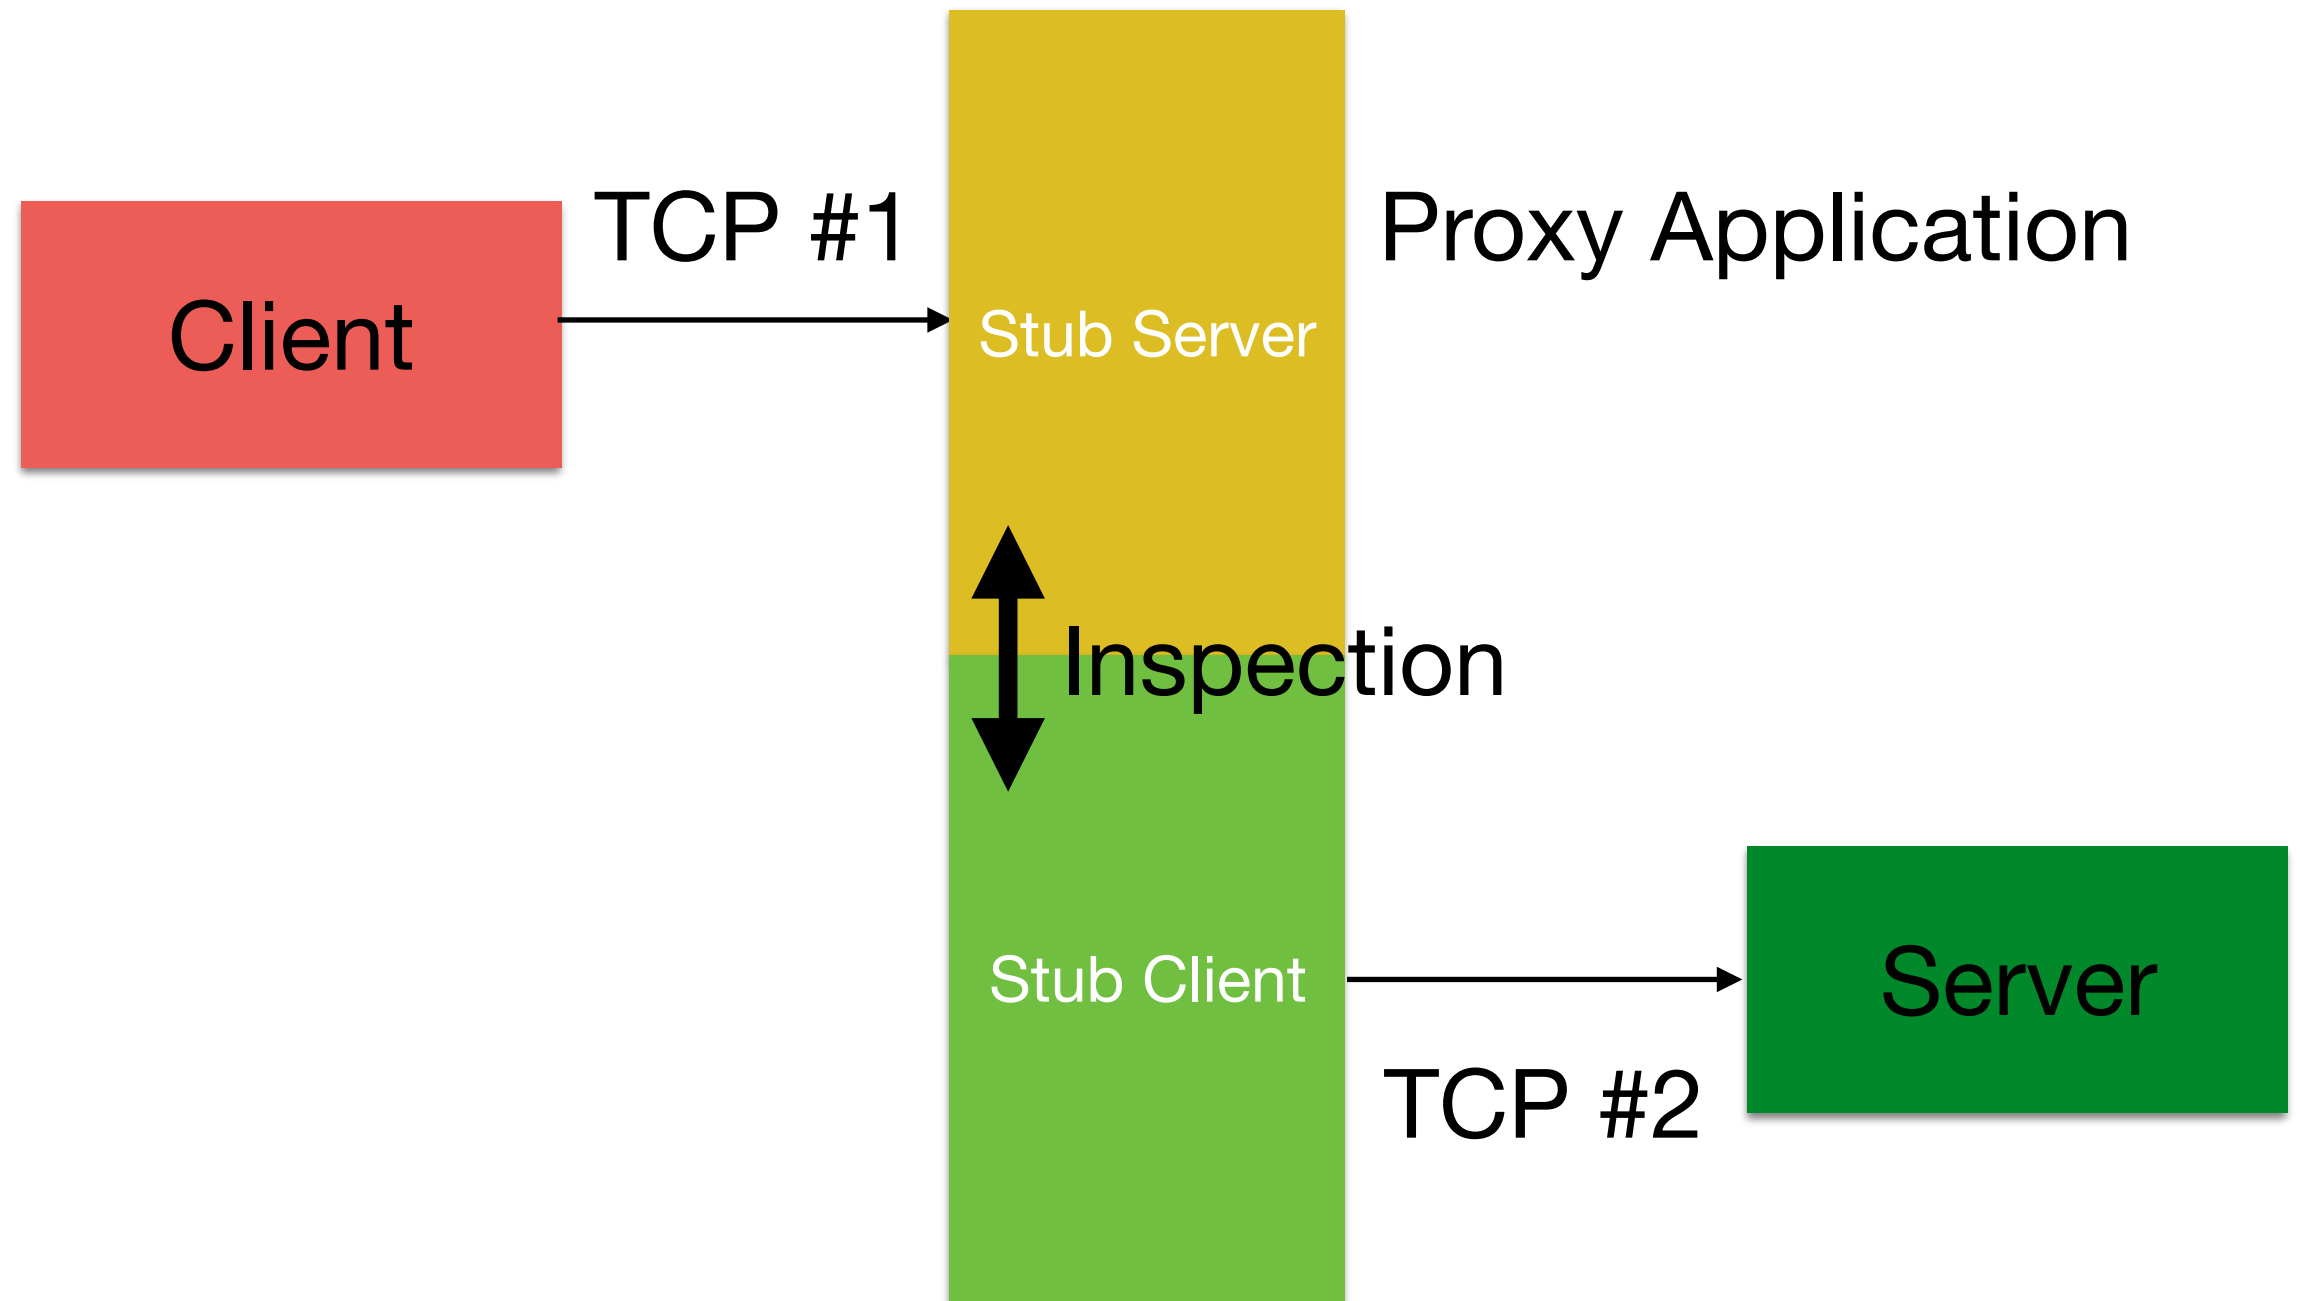 TCP #1
Proxy Application
Client
Stub Server
Inspection
Stub Client
Server
TCP #2